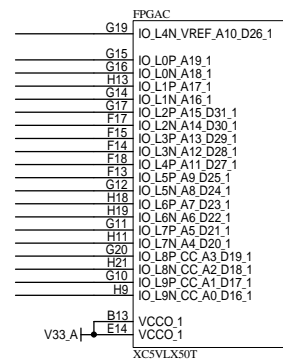 FPGAC
G19 IO_L4N_VREF_A10_D26_1
G15 IO_L0P_A19_1
G16 IO_L0N_A18_1
H13 IO_L1P_A17_1
G14 IO_L1N_A16_1
G17 IO_L2P_A15_D31_1
F17 IO_L2N_A14_D30_1
F15 IO_L3P_A13_D29_1
F14 IO_L3N_A12_D28_1
F18 IO_L4P_A11_D27_1
F13 IO_L5P_A9_D25_1
G12 IO_L5N_A8_D24_1
H18 IO_L6P_A7_D23_1
H19 IO_L6N_A6_D22_1
G11 IO_L7P_A5_D21_1
H11 IO_L7N_A4_D20_1
G20 IO_L8P_CC_A3_D19_1
H21 IO_L8N_CC_A2_D18_1
G10 IO_L9P_CC_A1_D17_1
H9 IO_L9N_CC_A0_D16_1
B13 VCCO_1
V33_A E14 VCCO_1
XC5VLX50T